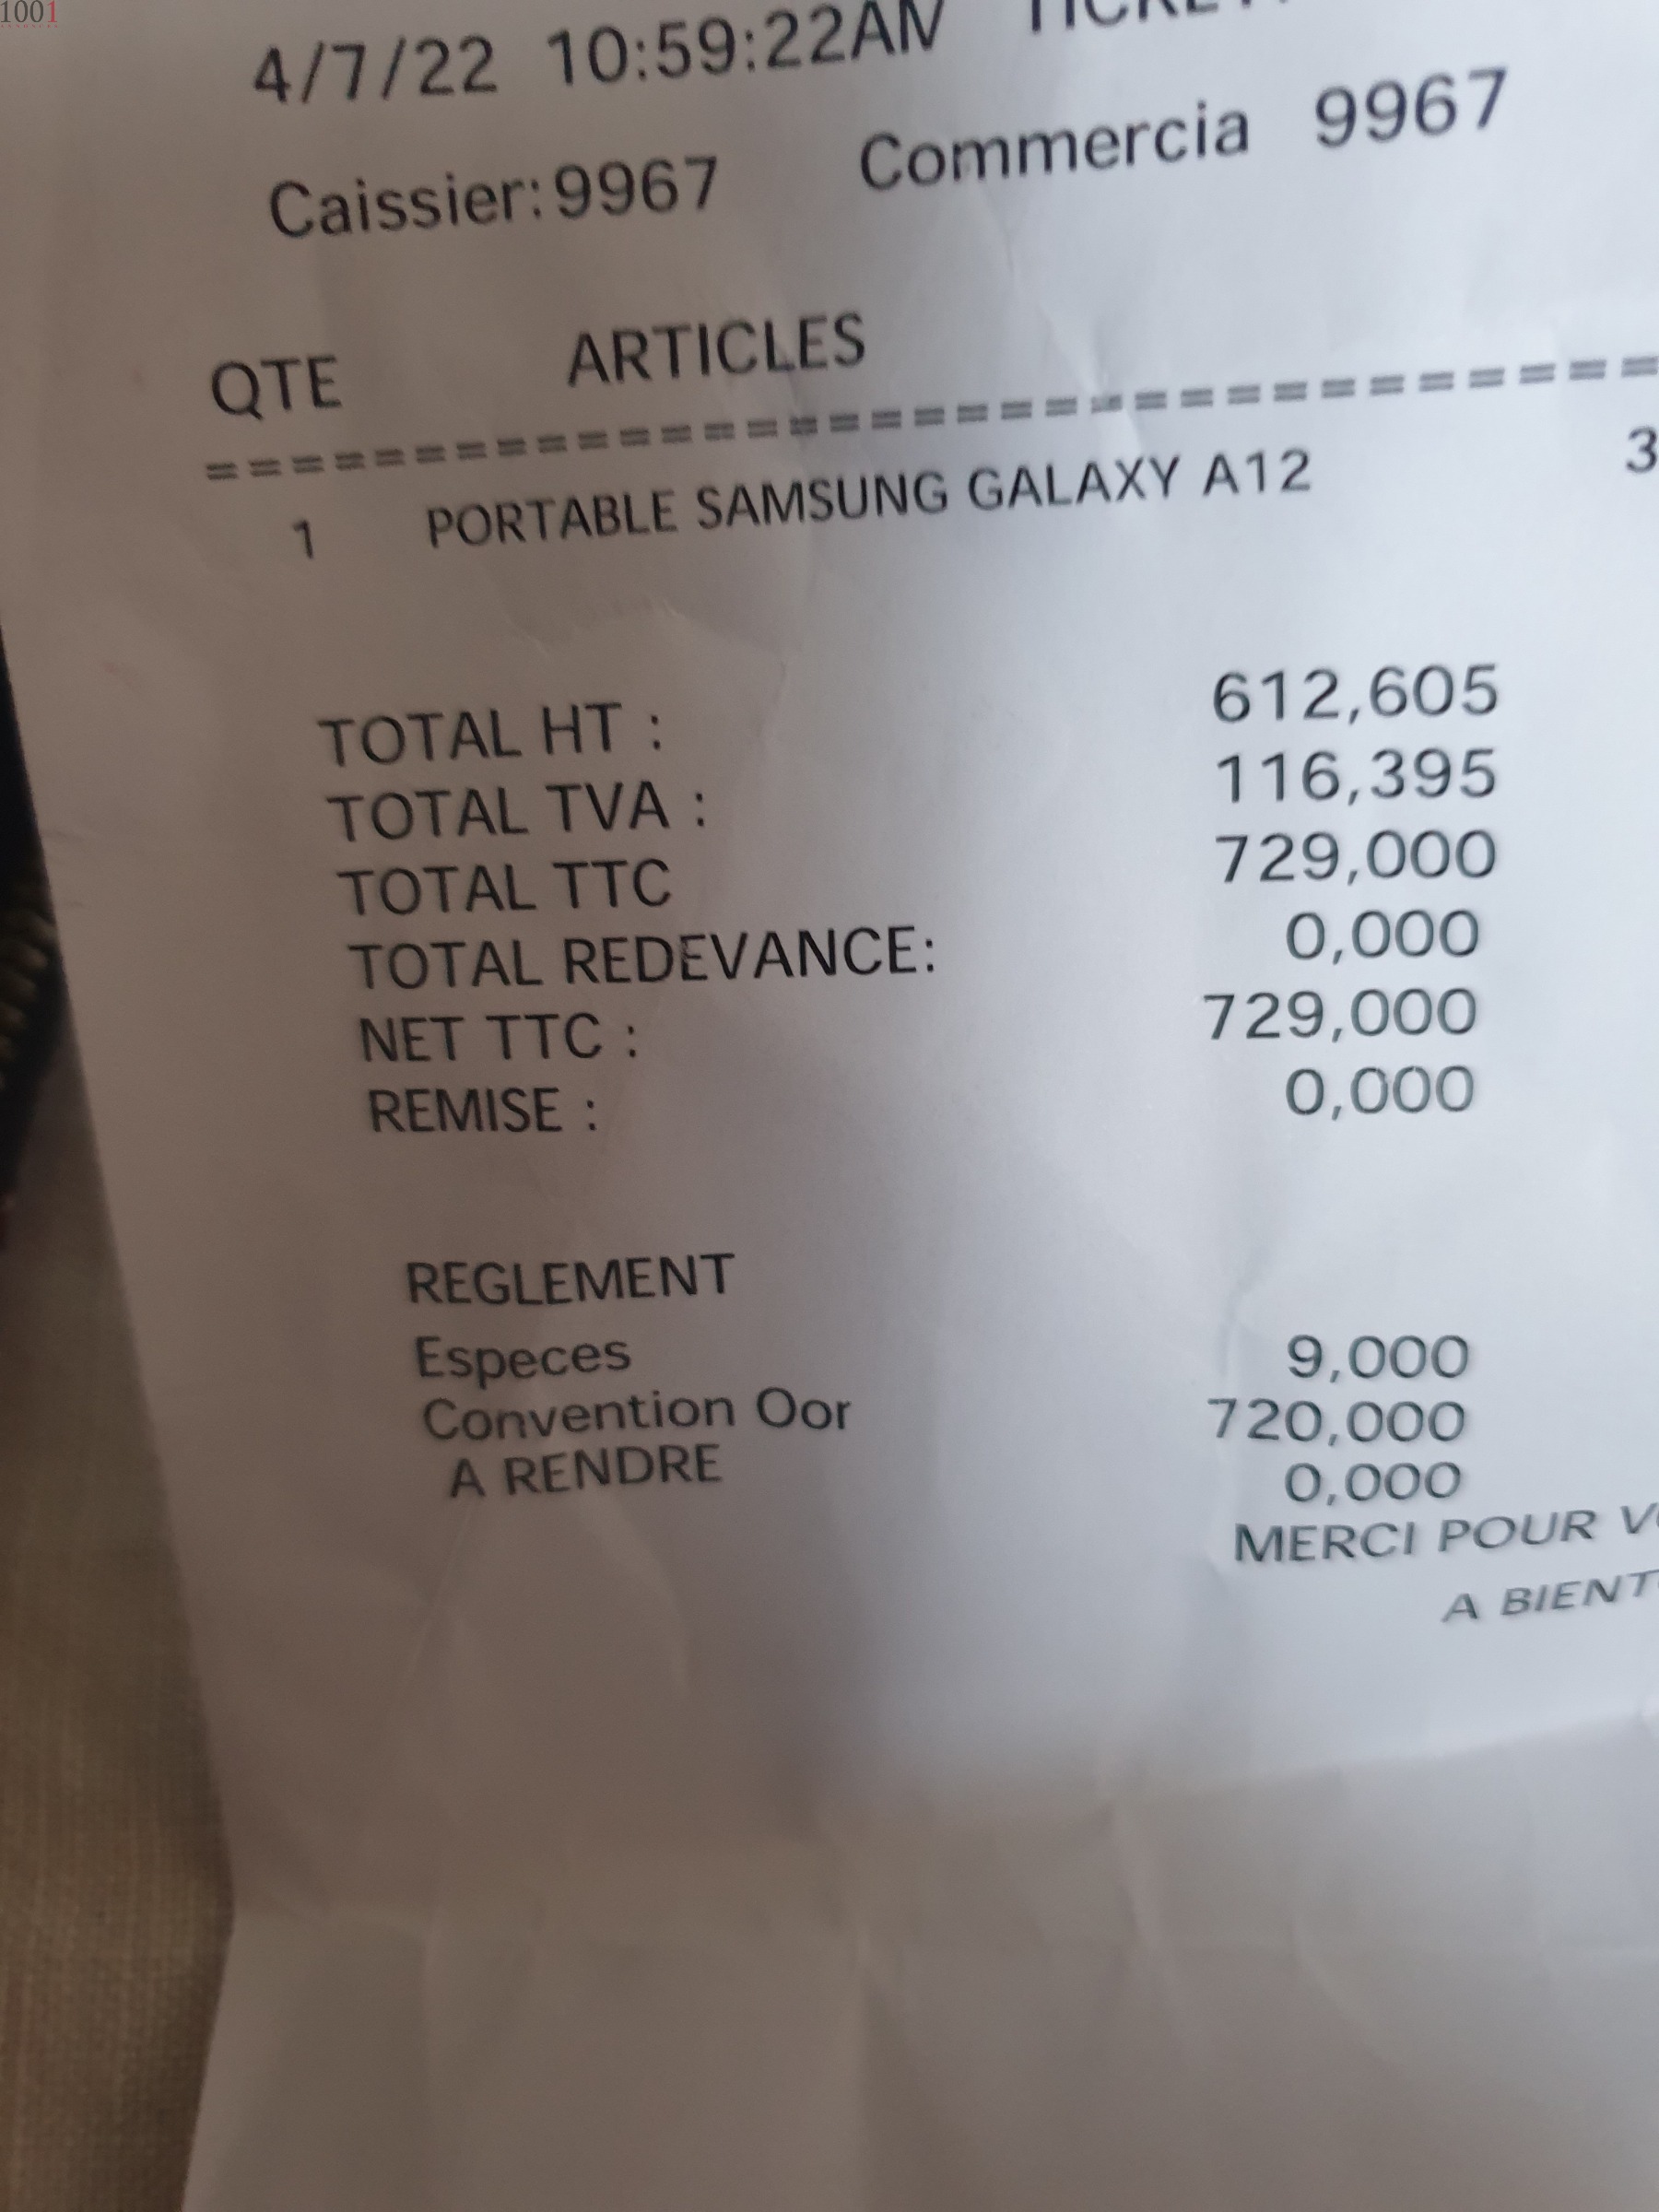 1001
4/7/22 10:59:22AM
Caissier:9967 Commercia 9967
QTE ARTICLES
==============================
1 PORTABLE SAMSUNG GALAXY A12 3
TOTAL HT : 612,605
TOTAL TVA : 116,395
TOTAL TTC 729,000
TOTAL REDEVANCE: 0,000
NET TTC : 729,000
REMISE : 0,000
REGLEMENT
Especes 9,000
Convention Oor 720,000
A RENDRE 0,000
MERCI POUR
A